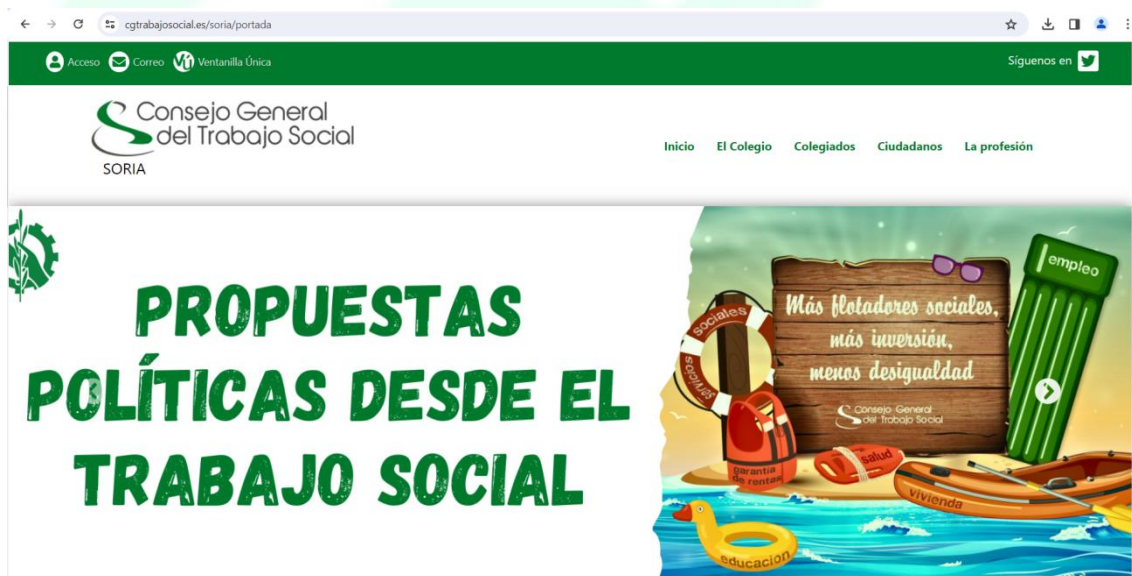 cgtrabajosocial.es/soria/portada
Acceso Correo Ventanilla Única
Síguenos en
Consejo General
del Trabajo Social
SORIA
Inicio El Colegio Colegiados Ciudadanos La profesión
PROPUESTAS
POLÍTICAS DESDE EL
TRABAJO SOCIAL
Más flotadores sociales,
más inversión,
menos desigualdad
Consejo General
del Trabajo Social
servicios
sociales
empleo
garantía
de rentas
salud
vivienda
educacion